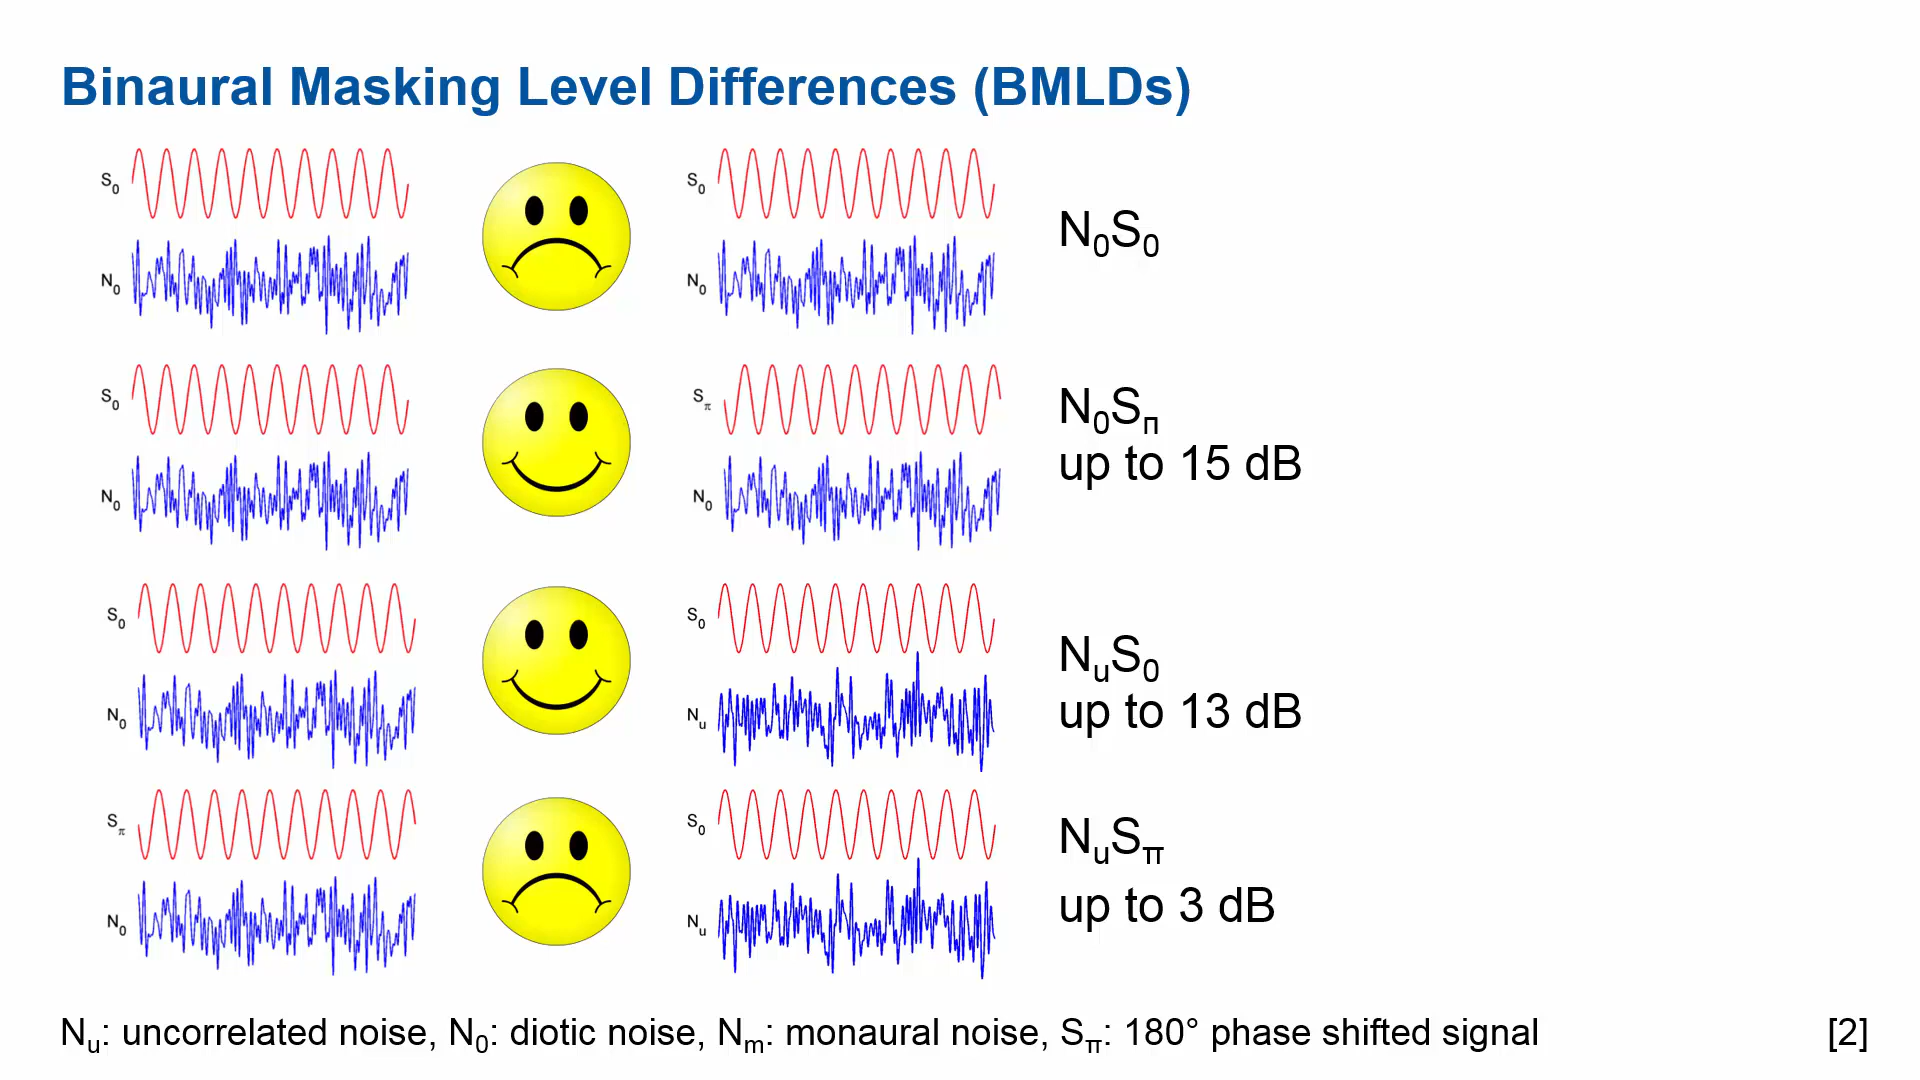 Binaural Masking Level Differences (BMLDs)
S₀ S₀
N₀S₀
N₀ N₀
S₀ Sπ
N₀Sπ
up to 15 dB
N₀ N₀
S₀ S₀
NᵤS₀
up to 13 dB
N₀ Nᵤ
Sπ S₀
NᵤSπ
up to 3 dB
N₀ Nᵤ
Nᵤ: uncorrelated noise, N₀: diotic noise, Nₘ: monaural noise, Sπ: 180° phase shifted signal [2]